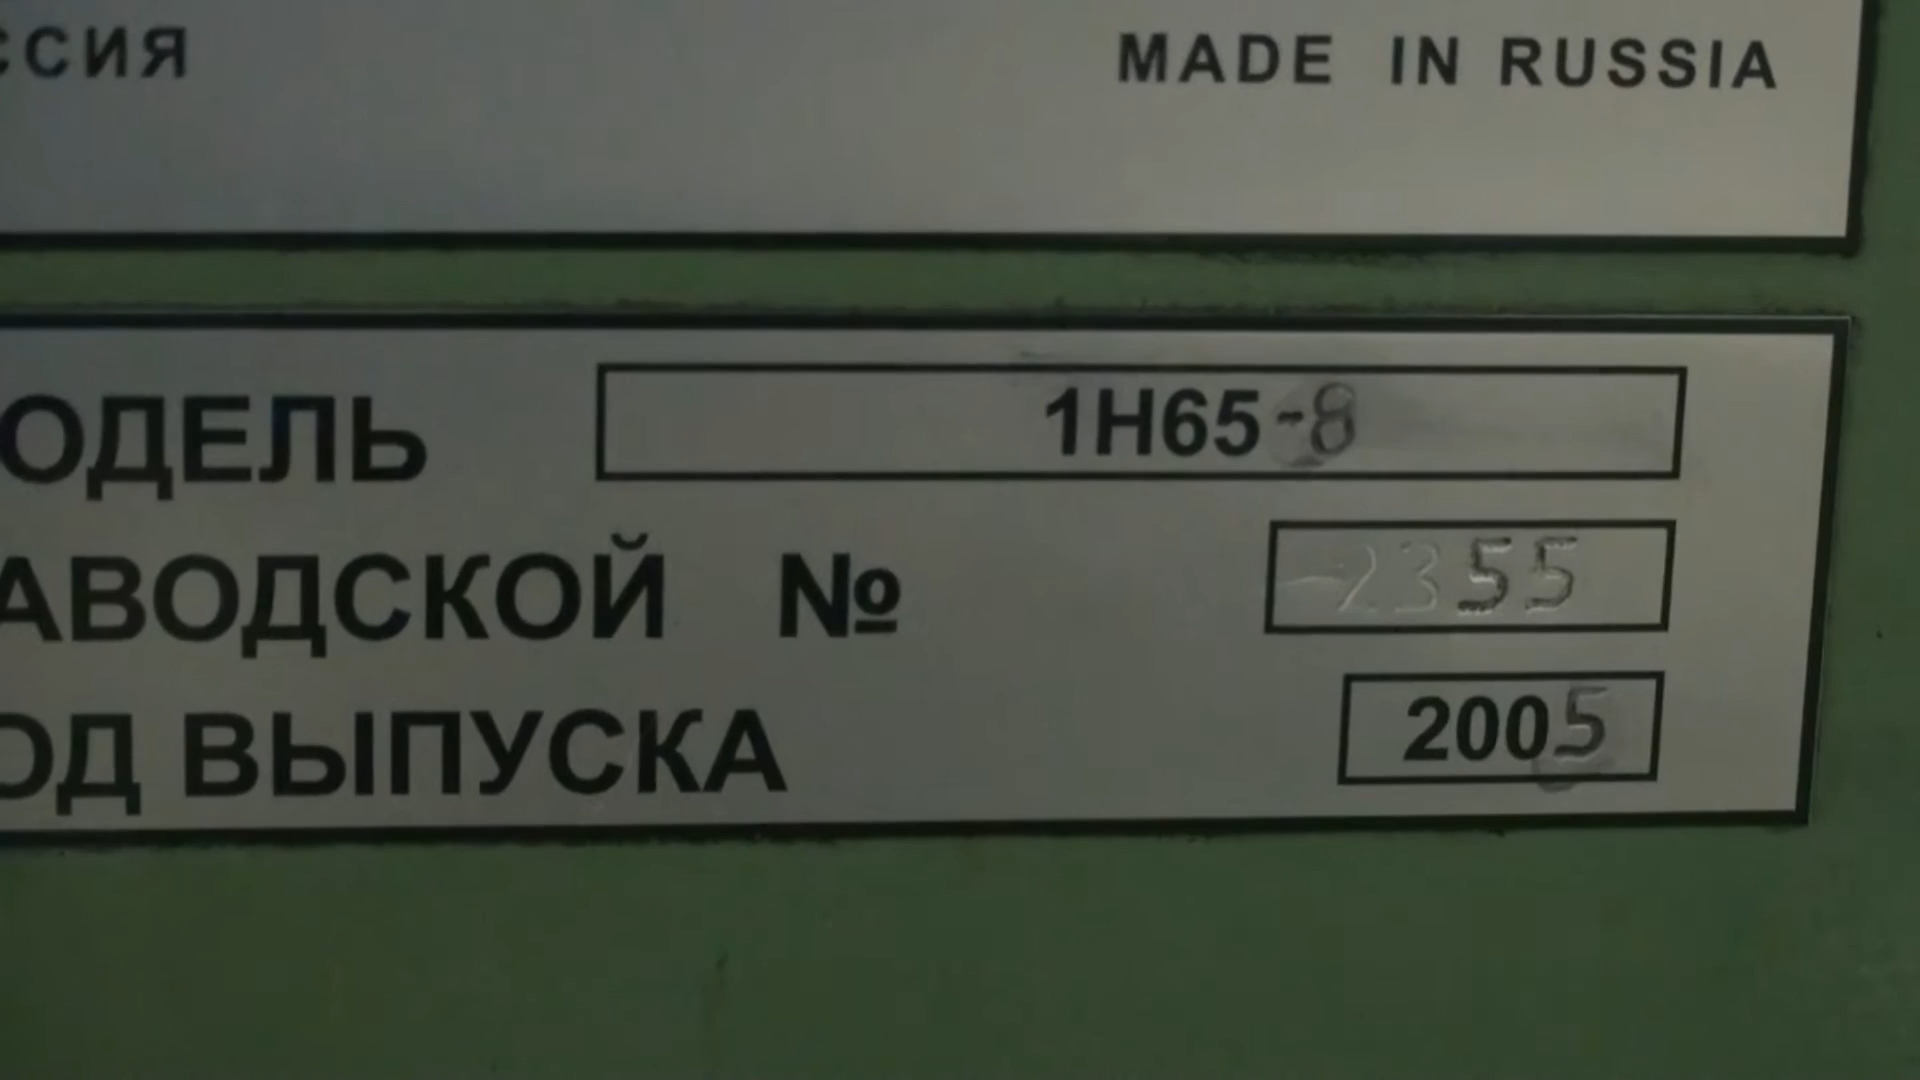 ССИЯ MADE IN RUSSIA
ОДЕЛЬ 1Н65-8
АВОДСКОЙ № 2355
ОД ВЫПУСКА 2005